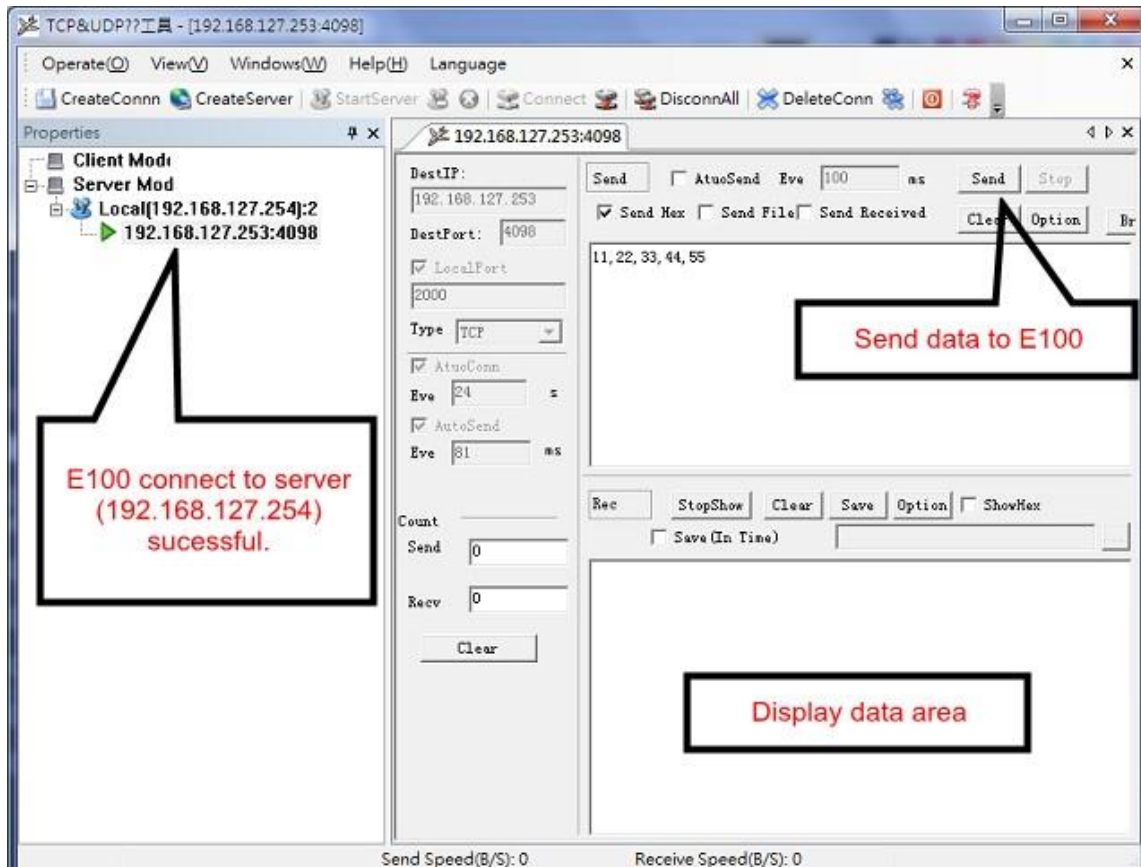 TCP&UDP??工具 - [192.168.127.253:4098]
Operate(O) View(V) Windows(W) Help(H) Language
CreateConnn CreateServer StartServer Connect DisconnAll DeleteConn
Properties
Client Mod
Server Mod
Local(192.168.127.254):2
192.168.127.253:4098
E100 connect to server
(192.168.127.254)
sucessful.
192.168.127.253:4098
DestIP:
192.168.127.253
DestPort: 4098
LocalPort
2000
Type TCP
AtuoConn
Eve 24 s
AutoSend
Eve 81 ms
Count
Send 0
Recv 0
Clear
Send AtuoSend Eve 100 ms Send Stop
Send Hex Send File Send Received Clear Option Br
11, 22, 33, 44, 55
Send data to E100
Rec StopShow Clear Save Option ShowHex
Save(In Time) ...
Display data area
Send Speed(B/S): 0 Receive Speed(B/S): 0